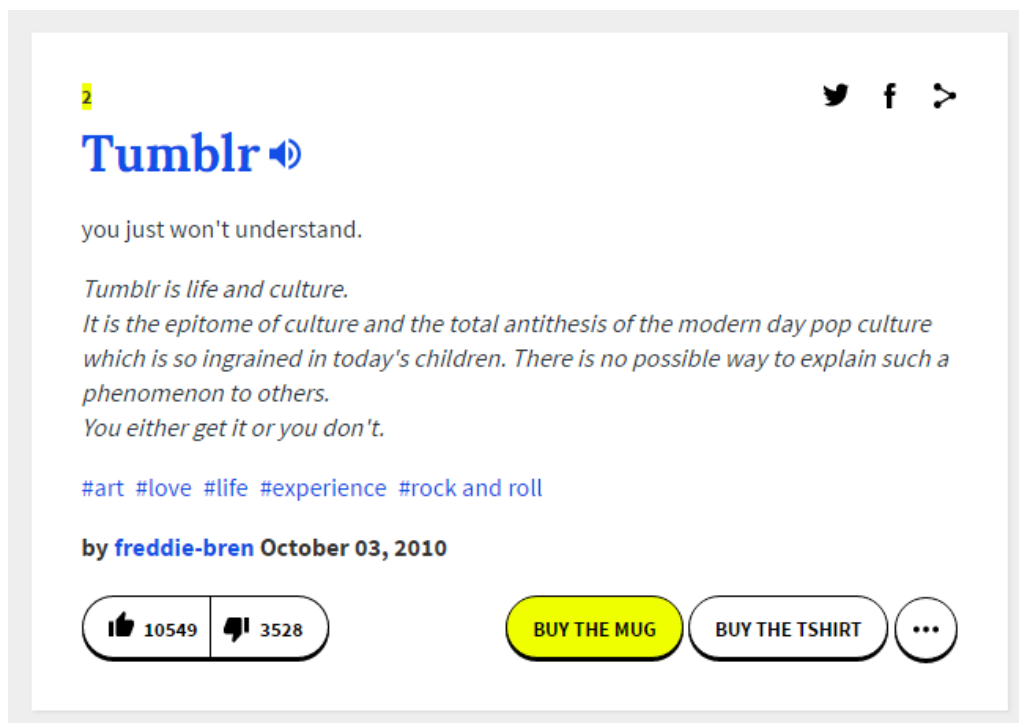 2
Tumblr
you just won't understand.
Tumblr is life and culture.
It is the epitome of culture and the total antithesis of the modern day pop culture
which is so ingrained in today's children. There is no possible way to explain such a
phenomenon to others.
You either get it or you don't.
#art #love #life #experience #rock and roll
by freddie-bren October 03, 2010
10549 3528 BUY THE MUG BUY THE TSHIRT